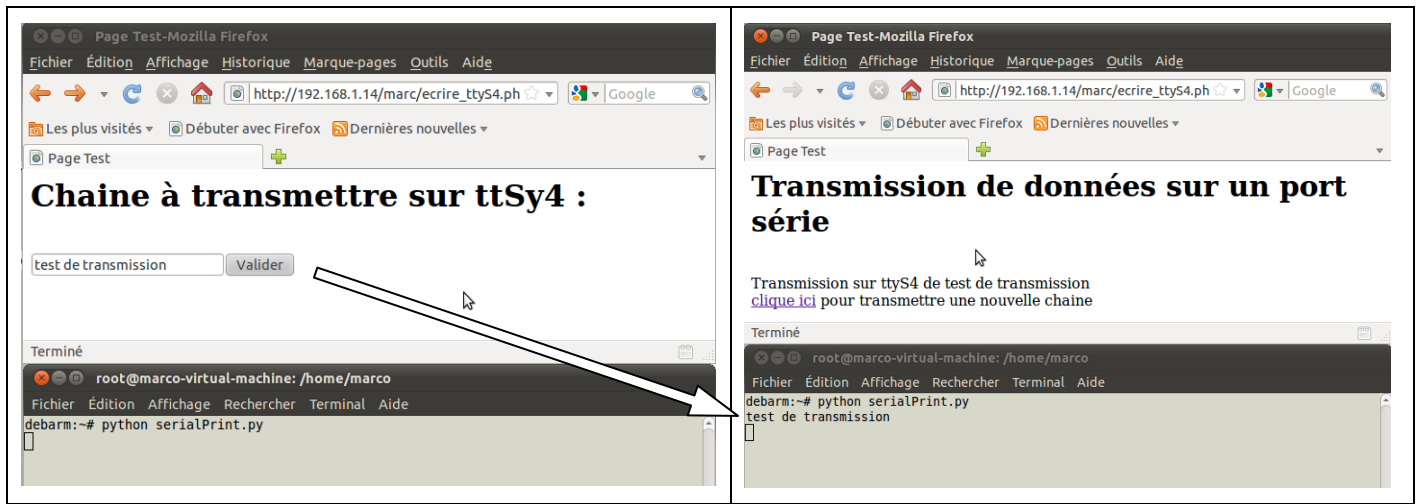 Page Test-Mozilla Firefox
Fichier Édition Affichage Historique Marque-pages Outils Aide
http://192.168.1.14/marc/ecrire_ttyS4.ph Google
Les plus visités Débuter avec Firefox Dernières nouvelles
Page Test
Chaine à transmettre sur ttSy4 :
test de transmission Valider
Terminé
root@marco-virtual-machine: /home/marco
Fichier Édition Affichage Rechercher Terminal Aide
debarm:~# python serialPrint.py
Page Test-Mozilla Firefox
Fichier Édition Affichage Historique Marque-pages Outils Aide
http://192.168.1.14/marc/ecrire_ttyS4.ph Google
Les plus visités Débuter avec Firefox Dernières nouvelles
Page Test
Transmission de données sur un port
série
Transmission sur ttyS4 de test de transmission
clique ici pour transmettre une nouvelle chaine
Terminé
root@marco-virtual-machine: /home/marco
Fichier Édition Affichage Rechercher Terminal Aide
debarm:~# python serialPrint.py
test de transmission